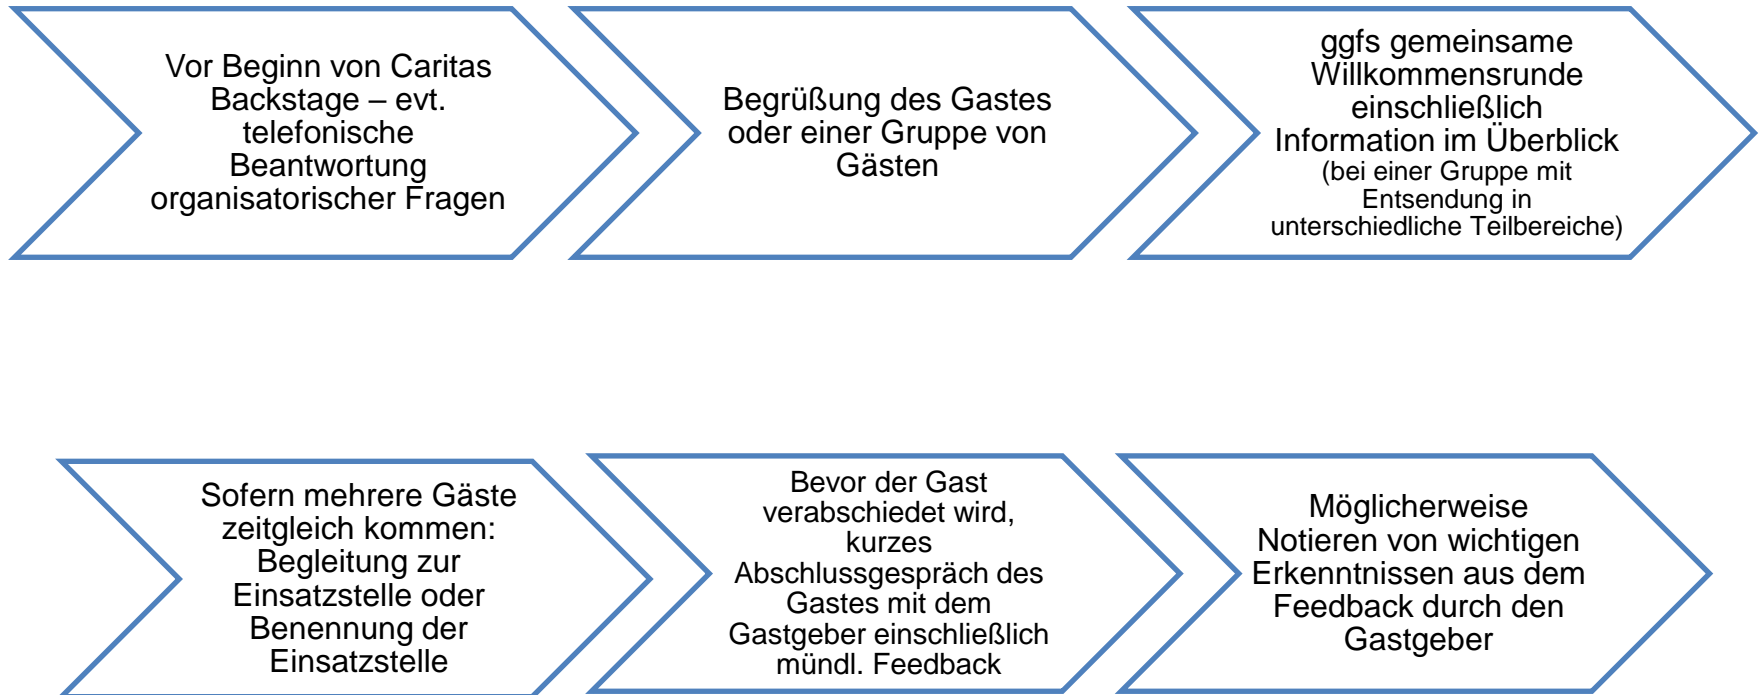 Vor Beginn von Caritas
Backstage – evt.
telefonische
Beantwortung
organisatorischer Fragen
Begrüßung des Gastes
oder einer Gruppe von
Gästen
ggfs gemeinsame
Willkommensrunde
einschließlich
Information im Überblick
(bei einer Gruppe mit
Entsendung in
unterschiedliche Teilbereiche)
Sofern mehrere Gäste
zeitgleich kommen:
Begleitung zur
Einsatzstelle oder
Benennung der
Einsatzstelle
Bevor der Gast
verabschiedet wird,
kurzes
Abschlussgespräch des
Gastes mit dem
Gastgeber einschließlich
mündl. Feedback
Möglicherweise
Notieren von wichtigen
Erkenntnissen aus dem
Feedback durch den
Gastgeber